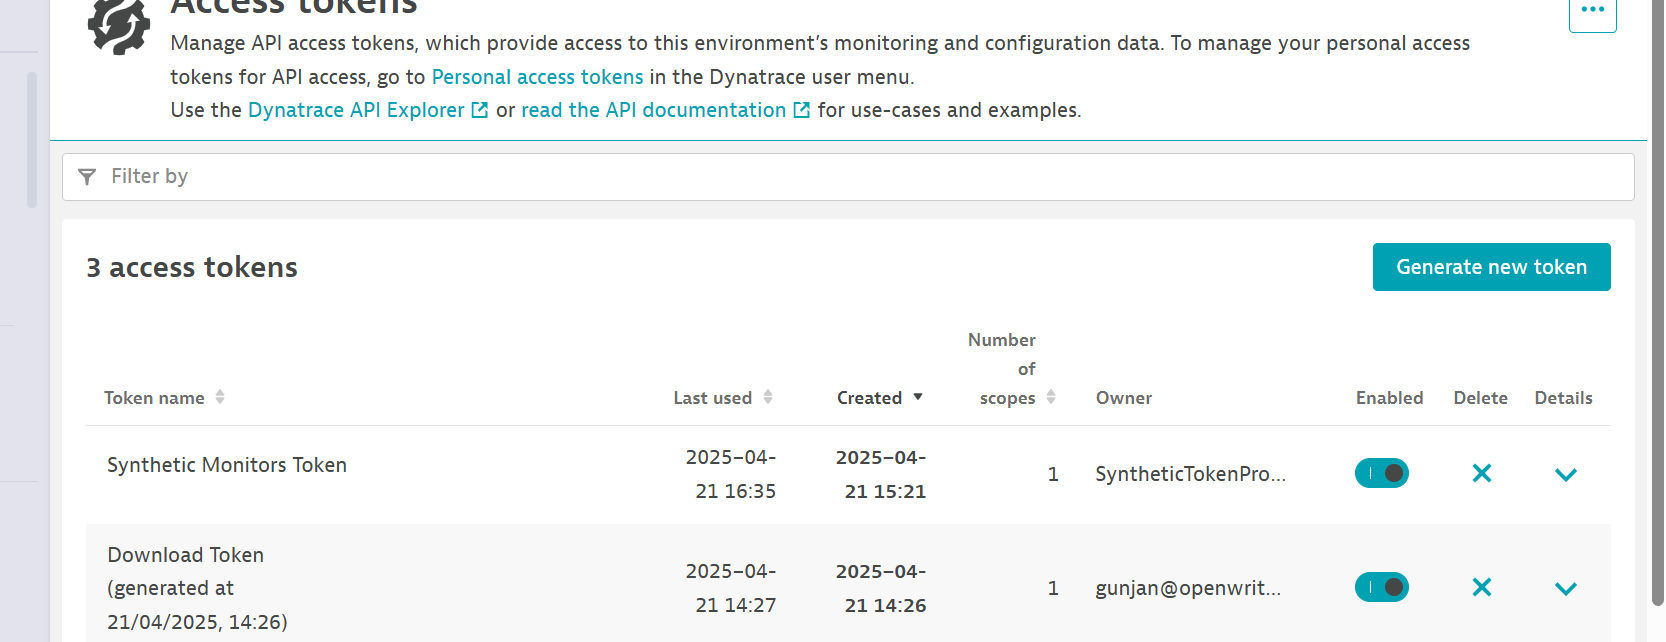 Access tokens
Manage API access tokens, which provide access to this environment's monitoring and configuration data. To manage your personal access
tokens for API access, go to Personal access tokens in the Dynatrace user menu.
Use the Dynatrace API Explorer or read the API documentation for use-cases and examples.
Filter by
3 access tokens
Generate new token
Number
of
Token name Last used Created scopes Owner Enabled Delete Details
Synthetic Monitors Token
2025–04-
21 16:35
2025–04-
21 15:21
1
SyntheticTokenPro...
Download Token
(generated at
21/04/2025, 14:26)
2025–04-
21 14:27
2025–04-
21 14:26
1
gunjan@openwrit...